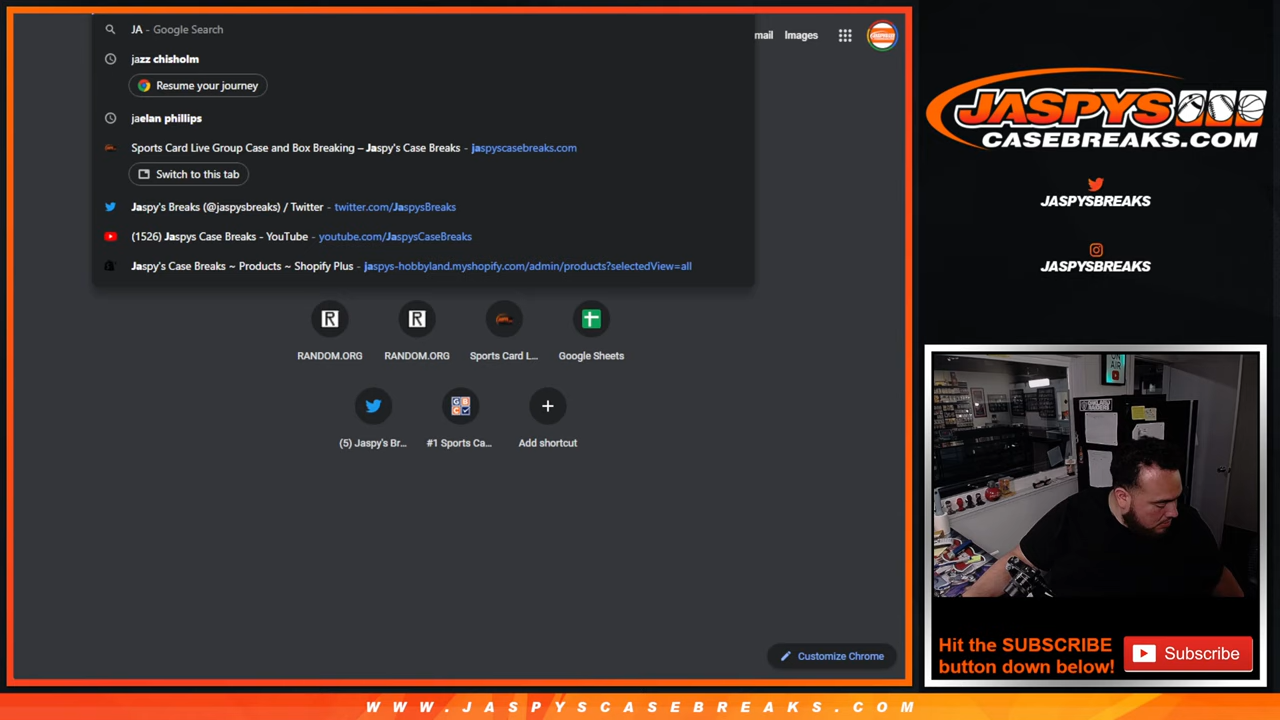 JA - Google Search
jazz chisholm
Resume your journey
jaelan phillips
Sports Card Live Group Case and Box Breaking – Jaspy's Case Breaks - jaspyscasebreaks.com
Switch to this tab
Jaspy's Breaks (@jaspysbreaks) / Twitter - twitter.com/JaspysBreaks
(1526) Jaspys Case Breaks - YouTube - youtube.com/JaspysCaseBreaks
Jaspy's Case Breaks ~ Products ~ Shopify Plus - jaspys-hobbyland.myshopify.com/admin/products?selectedView=all
mail Images
R
RANDOM.ORG
R
RANDOM.ORG
Sports Card L...
Google Sheets
(5) Jaspy's Br...
G B
C
#1 Sports Ca...
Add shortcut
Customize Chrome
JASPYS
CASEBREAKS.COM
JASPYSBREAKS
JASPYSBREAKS
ON
AIR
Hit the SUBSCRIBE
button down below!
Subscribe
WWW.JASPYSCASEBREAKS.COM